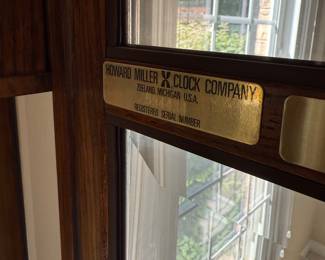 HOWARD MILLER CLOCK COMPANY
ZEELAND, MICHIGAN U.S.A.
REGISTERED SERIAL NUMBER